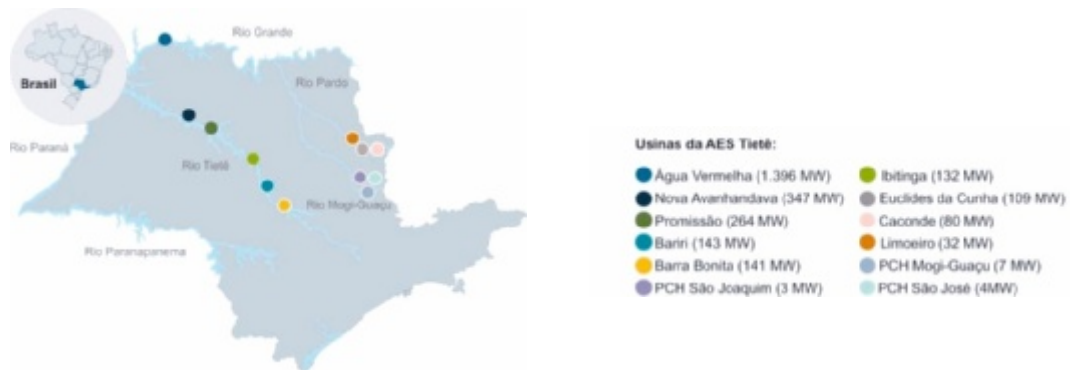 Rio Grande
Brasil
Rio Pardo
Rio Paraná
Rio Tietê
Rio Mogi-Guaçu
Rio Paranapanema
Usinas da AES Tietê:
Água Vermelha (1.396 MW)
Nova Avanhandava (347 MW)
Promissão (264 MW)
Bariri (143 MW)
Barra Bonita (141 MW)
PCH São Joaquim (3 MW)
Ibitinga (132 MW)
Euclides da Cunha (109 MW)
Caconde (80 MW)
Limoeiro (32 MW)
PCH Mogi-Guaçu (7 MW)
PCH São José (4MW)